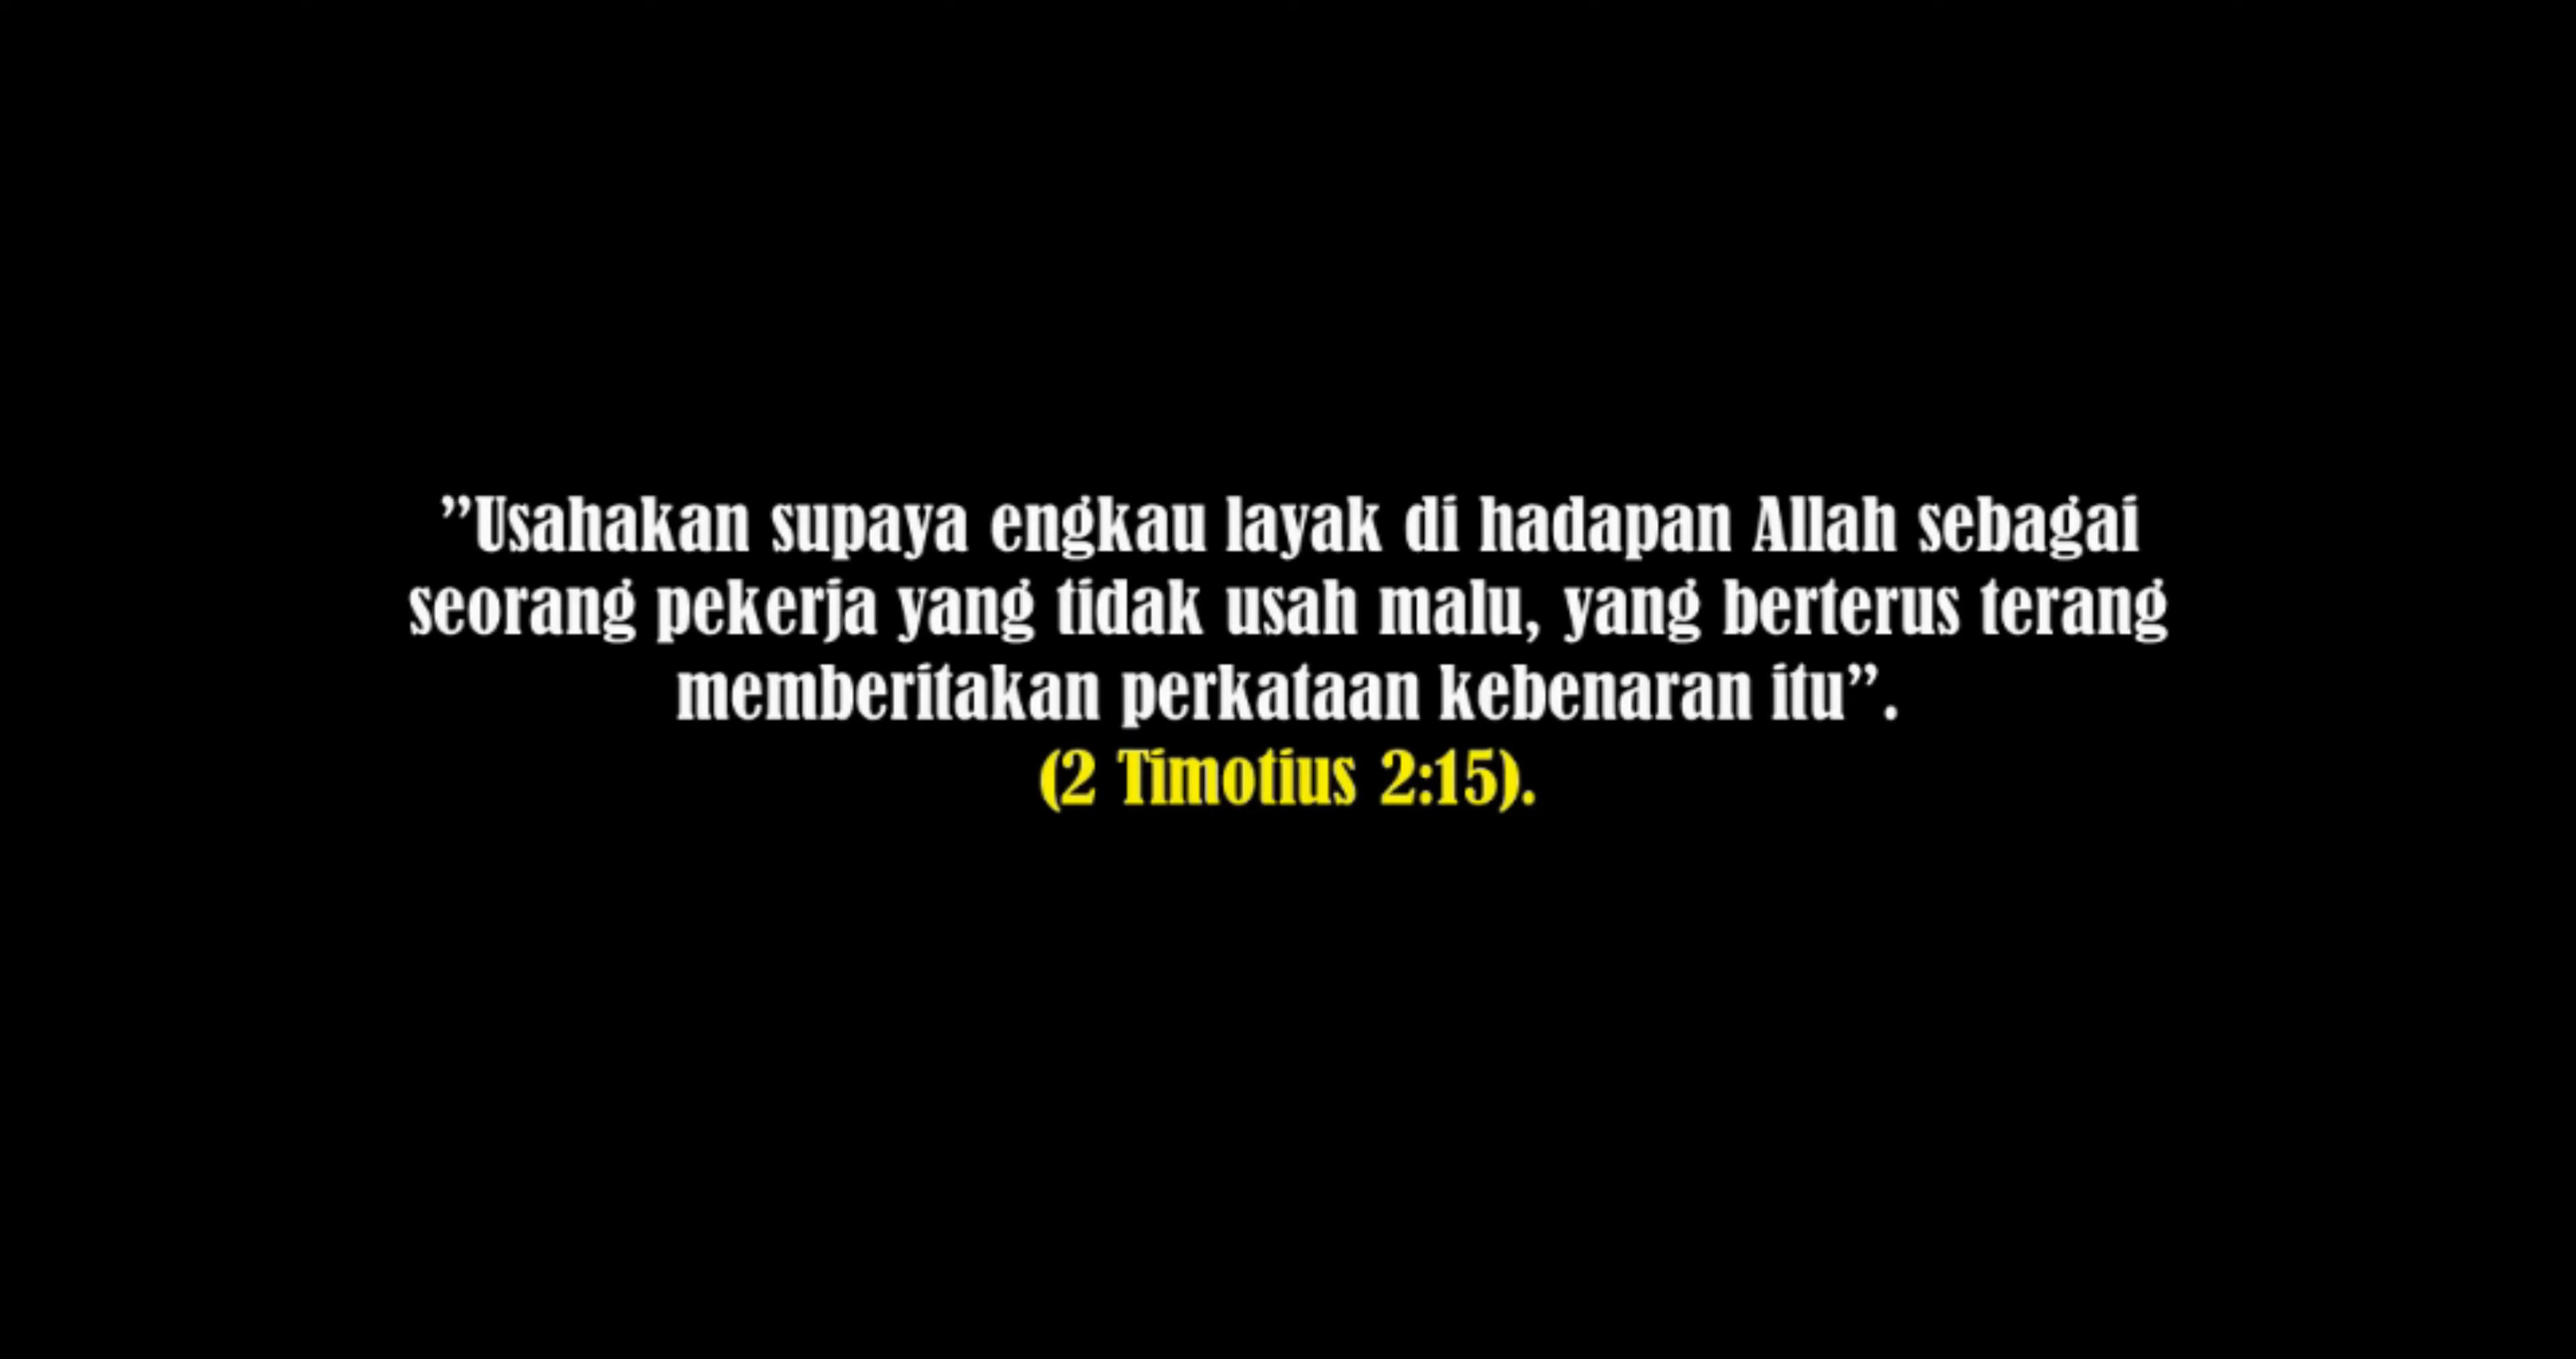 ”Usahakan supaya engkau layak di hadapan Allah sebagai
seorang pekerja yang tidak usah malu, yang berterus terang
memberitakan perkataan kebenaran itu”.
(2 Timotius 2:15).